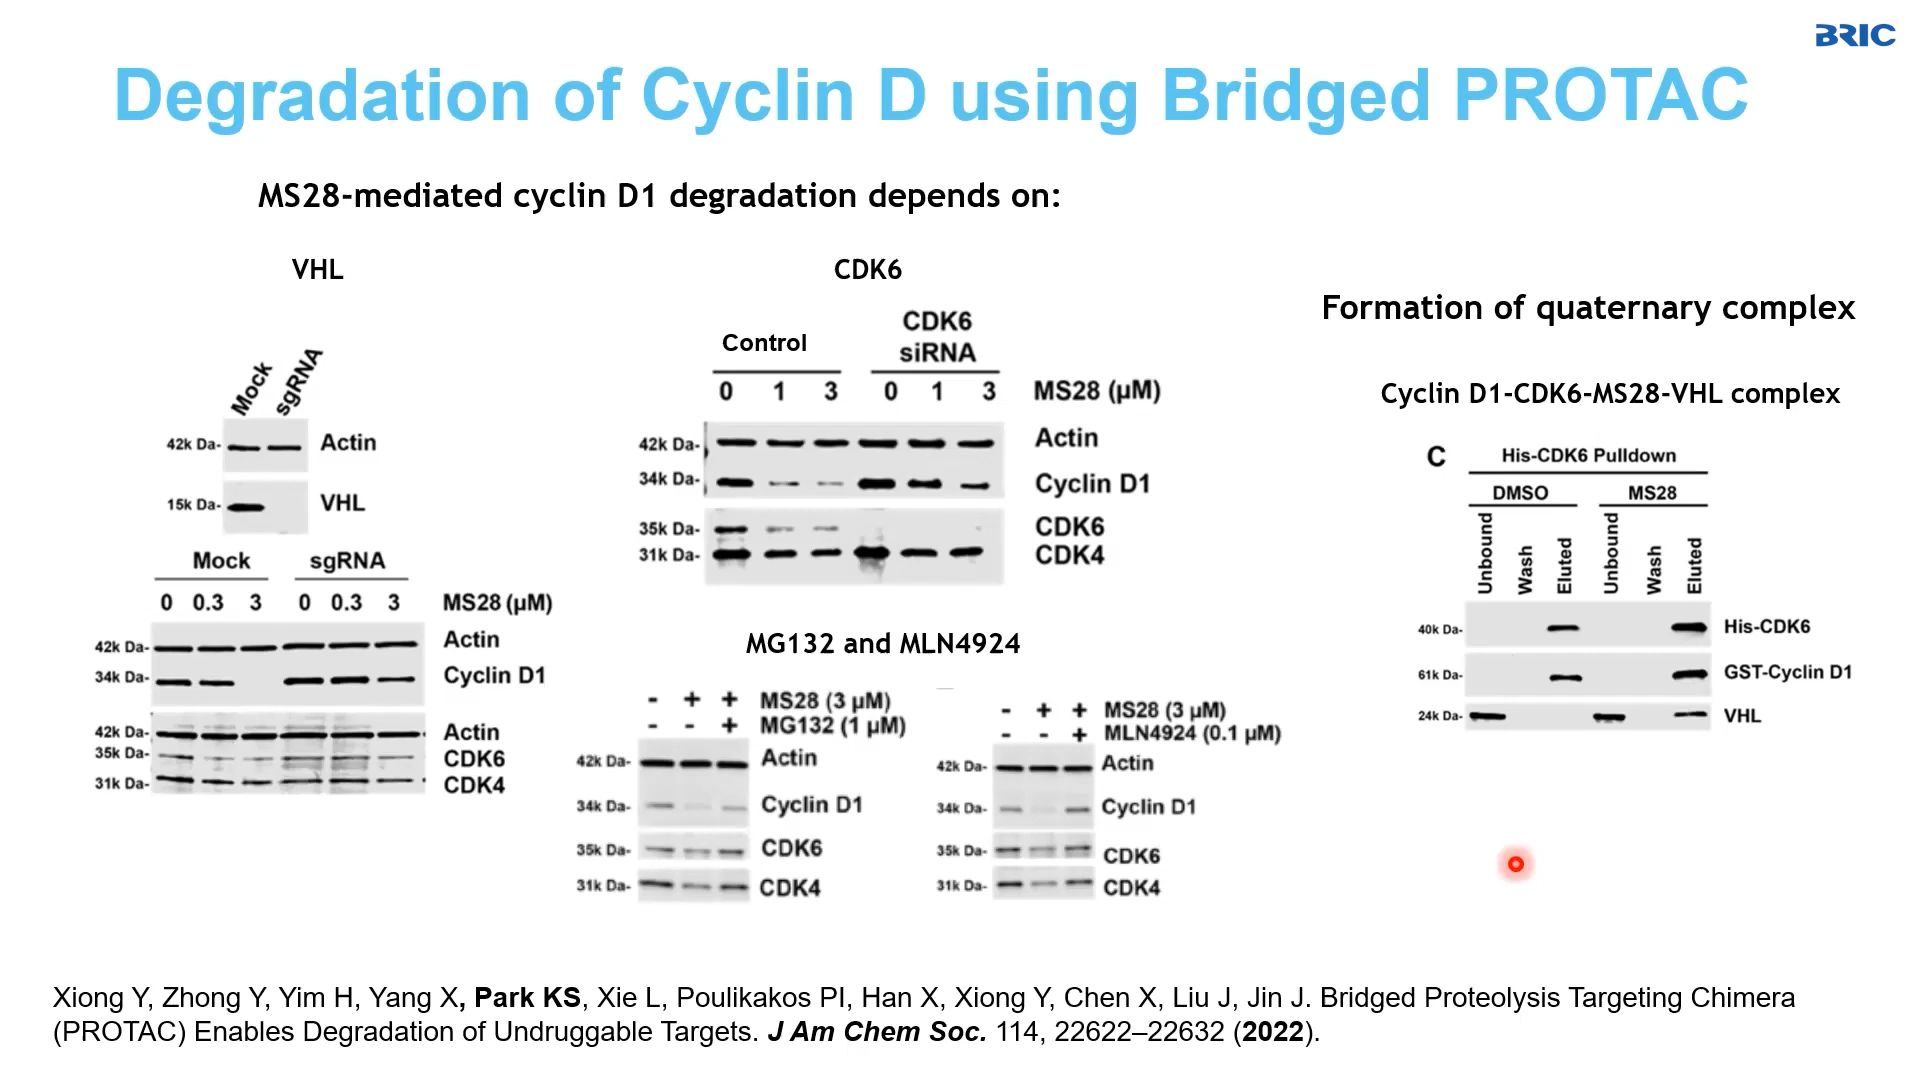 BRIC
Degradation of Cyclin D using Bridged PROTAC
MS28-mediated cyclin D1 degradation depends on:
VHL
Mock sgRNA
42k Da- Actin
15k Da- VHL
Mock sgRNA
0 0.3 3 0 0.3 3 MS28 (μM)
42k Da- Actin
34k Da- Cyclin D1
42k Da- Actin
35k Da- CDK6
31k Da- CDK4
CDK6
Control CDK6
siRNA
0 1 3 0 1 3 MS28 (μM)
42k Da- Actin
34k Da- Cyclin D1
35k Da- CDK6
31k Da- CDK4
MG132 and MLN4924
- + + MS28 (3 μM)
- - + MG132 (1 μM)
42k Da- Actin
34k Da- Cyclin D1
35k Da- CDK6
31k Da- CDK4
- + + MS28 (3 μM)
- - + MLN4924 (0.1 μM)
42k Da- Actin
34k Da- Cyclin D1
35k Da- CDK6
31k Da- CDK4
Formation of quaternary complex
Cyclin D1-CDK6-MS28-VHL complex
C His-CDK6 Pulldown
DMSO MS28
Unbound Wash Eluted Unbound Wash Eluted
40k Da- His-CDK6
61k Da- GST-Cyclin D1
24k Da- VHL
Xiong Y, Zhong Y, Yim H, Yang X, Park KS, Xie L, Poulikakos PI, Han X, Xiong Y, Chen X, Liu J, Jin J. Bridged Proteolysis Targeting Chimera
(PROTAC) Enables Degradation of Undruggable Targets. J Am Chem Soc. 114, 22622–22632 (2022).